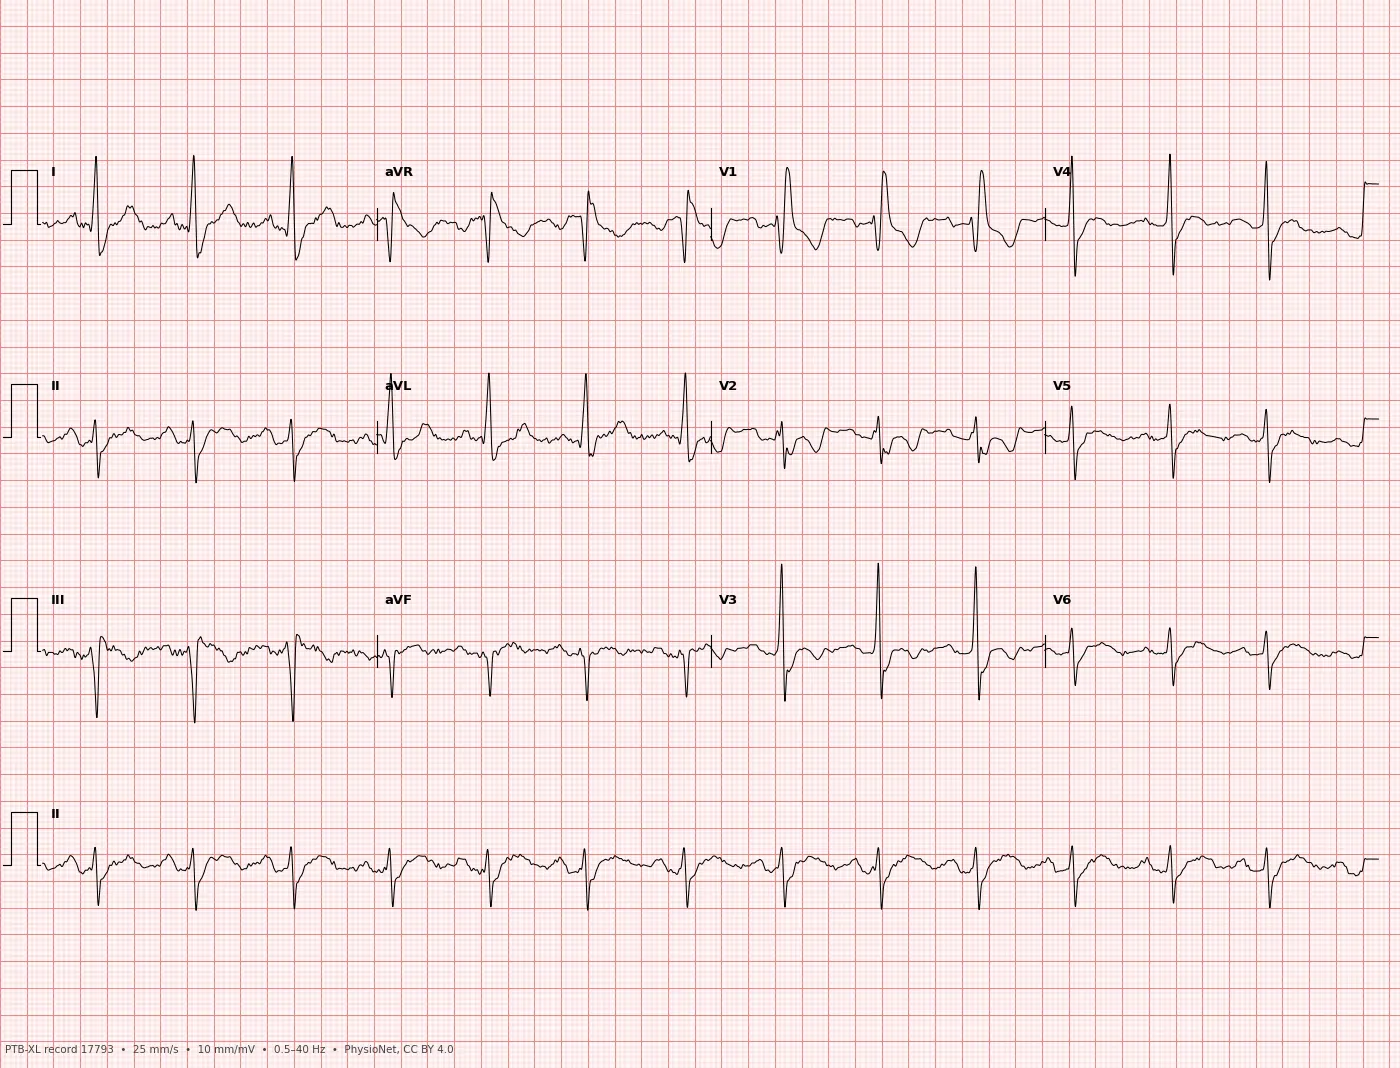 I aVR V1 V4
II aVL V2 V5
III aVF V3 V6
II
PTB-XL record 17793 • 25 mm/s • 10 mm/mV • 0.5–40 Hz • PhysioNet, CC BY 4.0